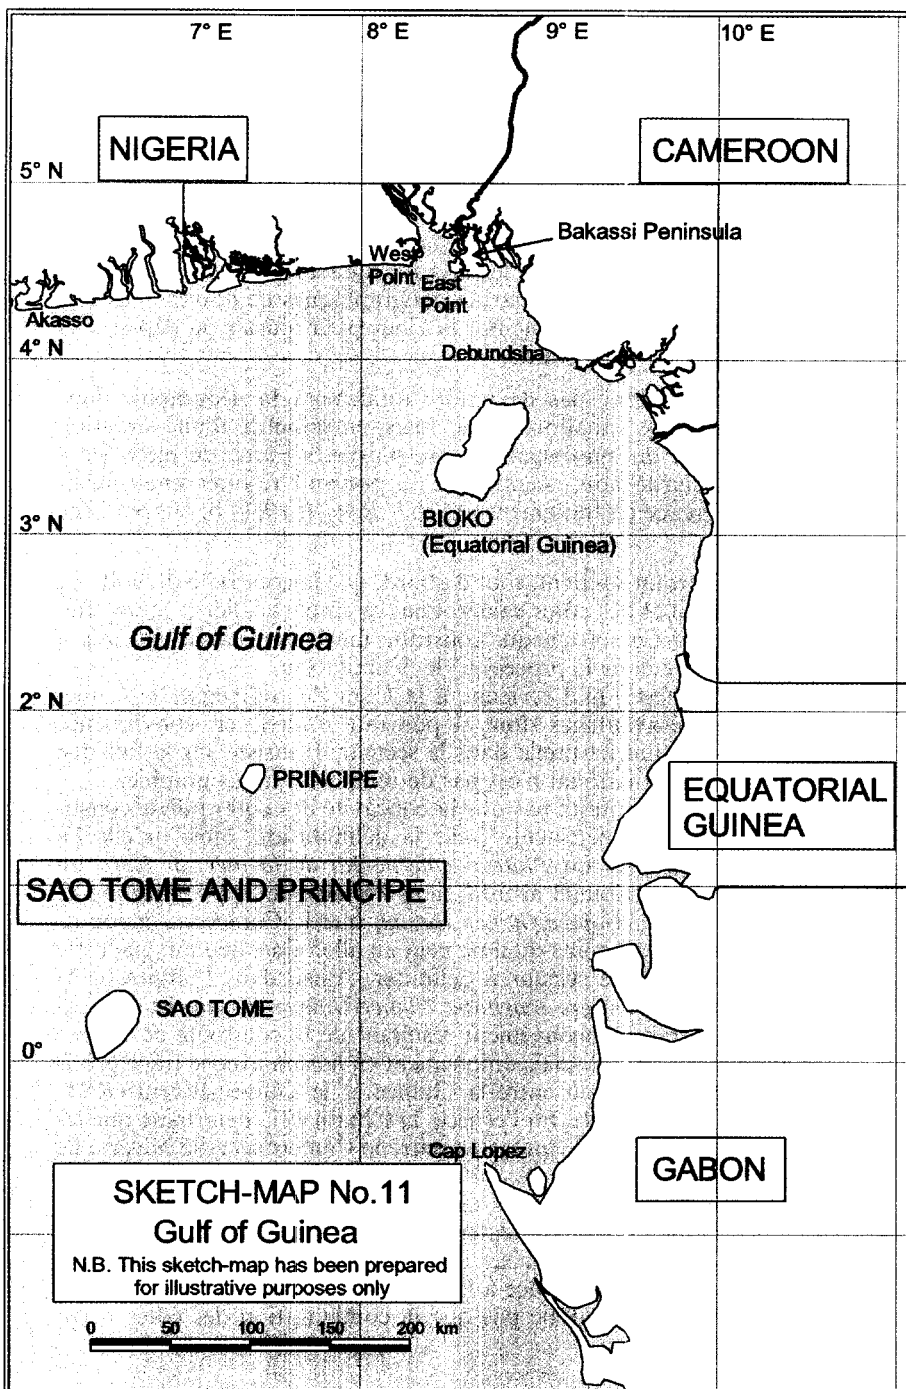 7° E 8° E 9° E 10° E
NIGERIA
CAMEROON
5° N
Bakassi Peninsula
West
Point
East
Point
Akasso
4° N
Debundsha
3° N
BIOKO
(Equatorial Guinea)
Gulf of Guinea
2° N
PRINCIPE
EQUATORIAL
GUINEA
SAO TOME AND PRINCIPE
SAO TOME
0°
Cap Lopez
GABON
SKETCH-MAP No.11
Gulf of Guinea
N.B. This sketch-map has been prepared
for illustrative purposes only
0 50 100 150 200 km